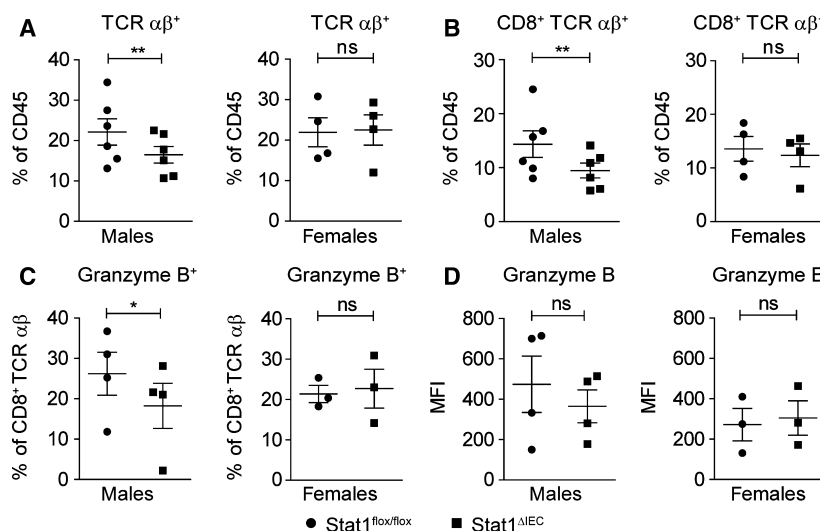 A
TCR αβ⁺
**
% of CD45
40
30
20
10
0
Males
TCR αβ⁺
ns
% of CD45
40
30
20
10
0
Females
B
CD8⁺ TCR αβ⁺
**
% of CD45
30
20
10
0
Males
CD8⁺ TCR αβ⁺
ns
% of CD45
30
20
10
0
Females
C
Granzyme B⁺
*
% of CD8⁺ TCR αβ
40
30
20
10
0
Males
Granzyme B⁺
ns
% of CD8⁺ TCR αβ
40
30
20
10
0
Females
D
Granzyme B
ns
MFI
800
600
400
200
0
Males
Granzyme B
ns
MFI
800
600
400
200
0
Females
Stat1flox/flox
Stat1ΔIEC